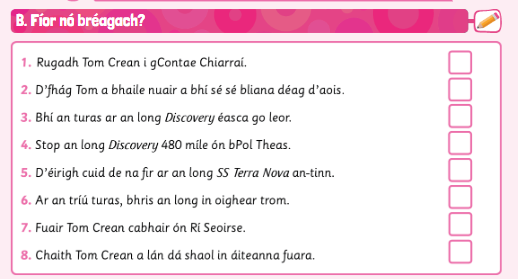 B. Fíor nó bréagach?
1. Rugadh Tom Crean i gContae Chiarraí.
2. D'fhág Tom a bhaile nuair a bhí sé sé bliana déag d'aois.
3. Bhí an turas ar an long Discovery éasca go leor.
4. Stop an long Discovery 480 míle ón bPol Theas.
5. D'éirigh cuid de na fir ar an long SS Terra Nova an-tinn.
6. Ar an tríú turas, bhris an long in oighear trom.
7. Fuair Tom Crean cabhair ón Rí Seoirse.
8. Chaith Tom Crean a lán dá shaol in áiteanna fuara.